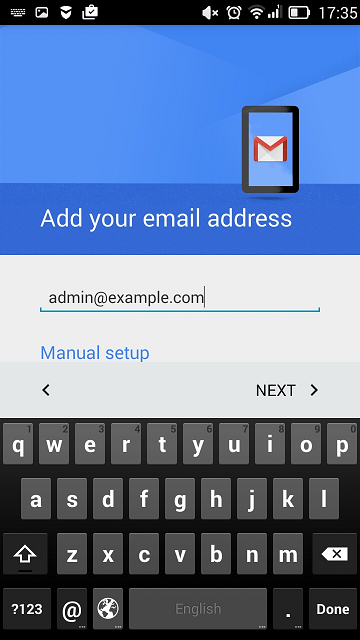 17:35
Add your email address
admin@example.com
Manual setup
NEXT
1 2 3 4 5 6 7 8 9 0
q w e r t y u i o p
a s d f g h j k l
z x c v b n m
?123 @ English . Done